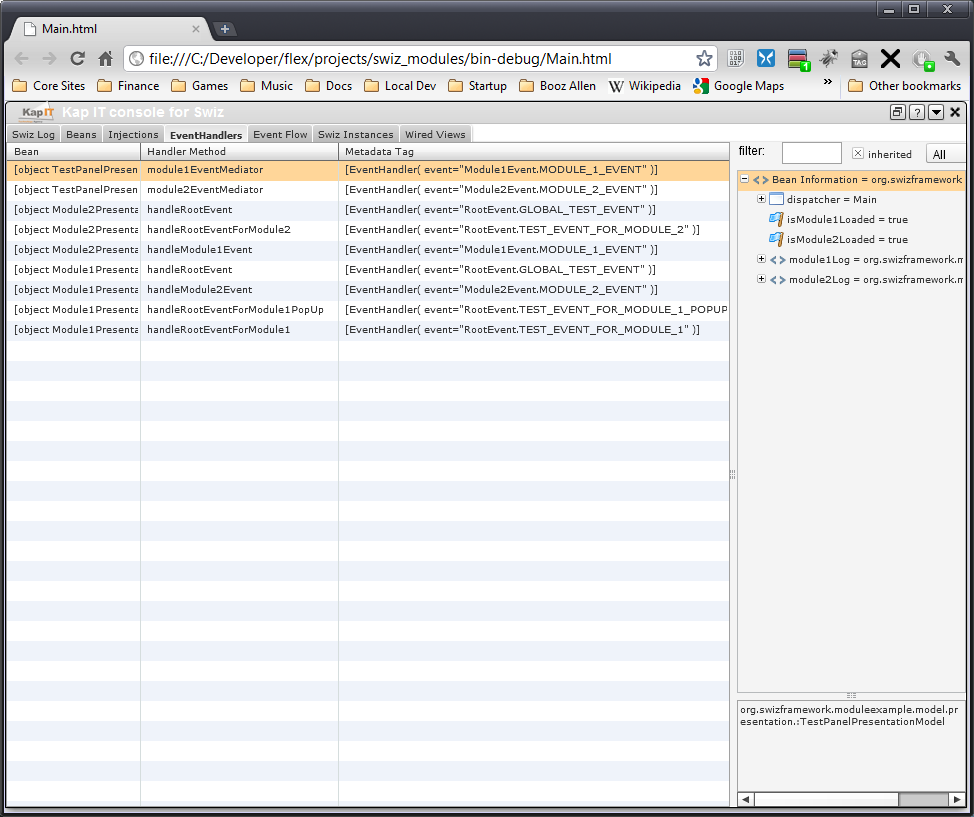 Main.html
file:///C:/Developer/flex/projects/swiz_modules/bin-debug/Main.html
Core Sites Finance Games Music Docs Local Dev Startup Booz Allen Wikipedia Google Maps » Other bookmarks
KapIT Kap IT console for Swiz
Swiz Log Beans Injections EventHandlers Event Flow Swiz Instances Wired Views
Bean Handler Method Metadata Tag
[object TestPanelPresen module1EventMediator [EventHandler( event="Module1Event.MODULE_1_EVENT" )]
[object TestPanelPresen module2EventMediator [EventHandler( event="Module2Event.MODULE_2_EVENT" )]
[object Module2Presenta handleRootEvent [EventHandler( event="RootEvent.GLOBAL_TEST_EVENT" )]
[object Module2Presenta handleRootEventForModule2 [EventHandler( event="RootEvent.TEST_EVENT_FOR_MODULE_2" )]
[object Module2Presenta handleModule1Event [EventHandler( event="Module1Event.MODULE_1_EVENT" )]
[object Module1Presenta handleRootEvent [EventHandler( event="RootEvent.GLOBAL_TEST_EVENT" )]
[object Module1Presenta handleModule2Event [EventHandler( event="Module2Event.MODULE_2_EVENT" )]
[object Module1Presenta handleRootEventForModule1PopUp [EventHandler( event="RootEvent.TEST_EVENT_FOR_MODULE_1_POPUP
[object Module1Presenta handleRootEventForModule1 [EventHandler( event="RootEvent.TEST_EVENT_FOR_MODULE_1" )]
filter: inherited All
Bean Information = org.swizframework
dispatcher = Main
isModule1Loaded = true
isModule2Loaded = true
module1Log = org.swizframework.m
module2Log = org.swizframework.m
org.swizframework.moduleexample.model.pr
esentation.:TestPanelPresentationModel